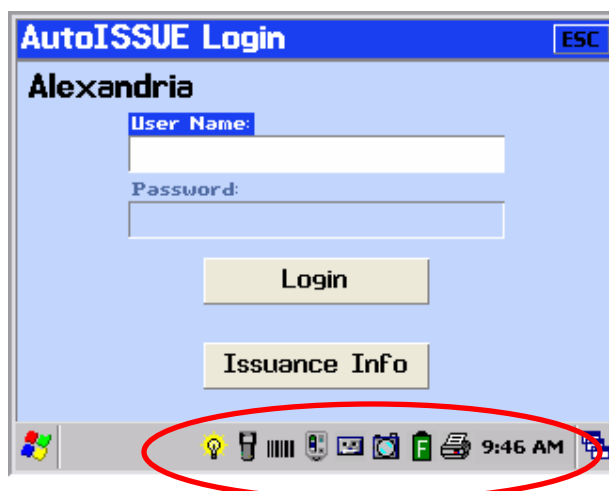 AutoISSUE Login ESC
Alexandria
User Name:
Password:
Login
Issuance Info
F 9:46 AM